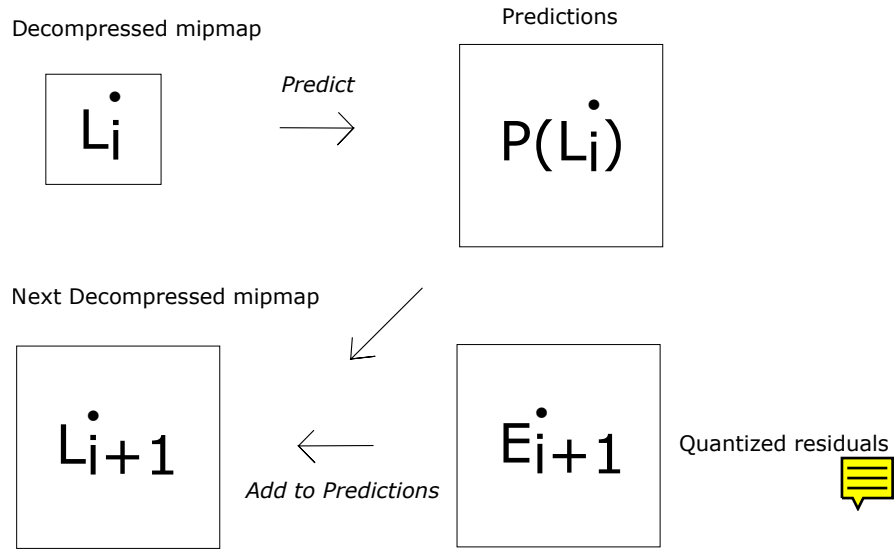 Decompressed mipmap
Predictions
Predict
L̇i
P(L̇i)
Next Decompressed mipmap
L̇i+1
Add to Predictions
Ėi+1
Quantized residuals